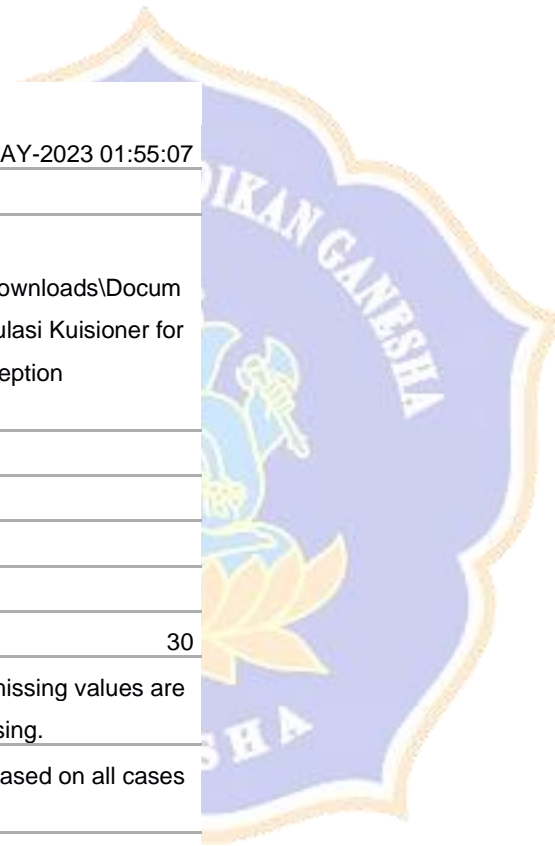 AY-2023 01:55:07
ownloads\Docum
ulasi Kuisioner for
eption
30
missing values are
sing.
ased on all cases
DIKAN GANESHA
SHA